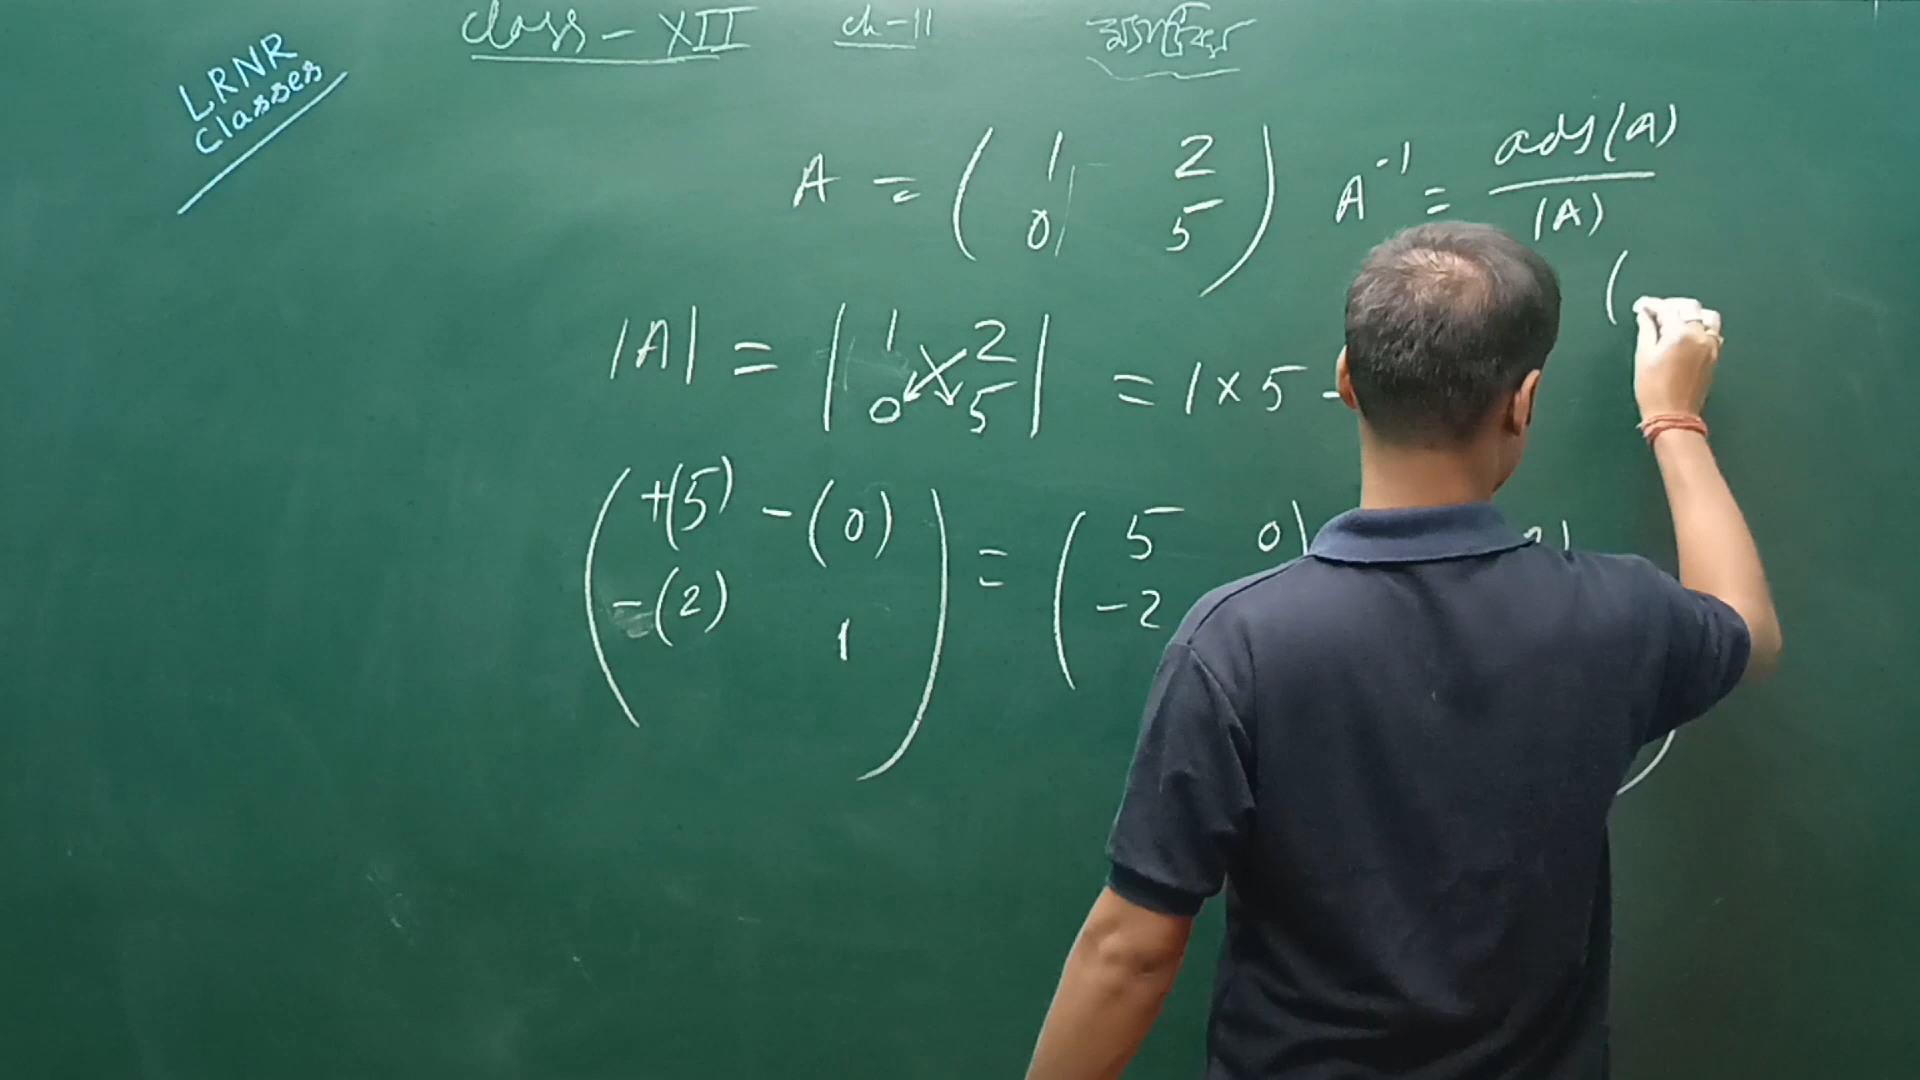 Class - XII ch-11 ম্যাট্রিক্স
LRNR
Classes
A = ( 1 2
0 5 )
A⁻¹ = adj(A)
|A|
(
|A| = | 1 2
0 5 | = 1 × 5 -
( +(5) - (0)
-(2) 1 )
= ( 5 0
-2